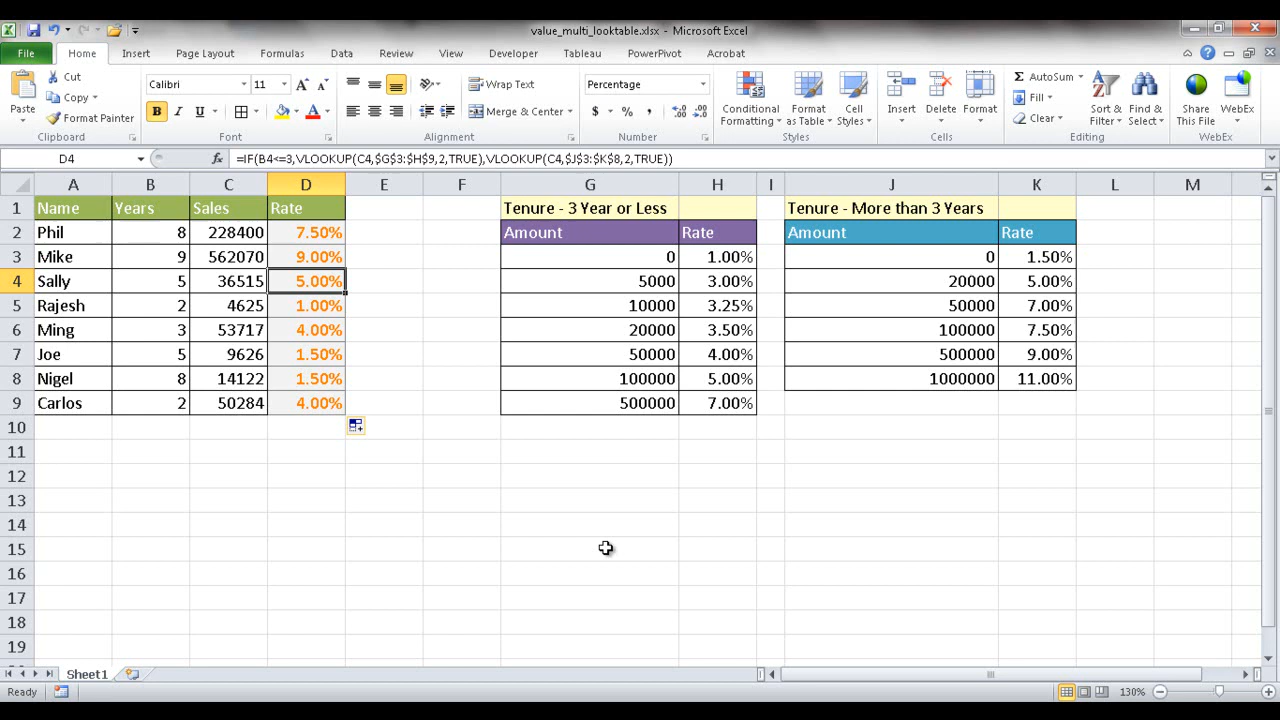 value_multi_looktable.xlsx - Microsoft Excel
File Home Insert Page Layout Formulas Data Review View Developer Tableau PowerPivot Acrobat
Paste
Cut
Copy
Format Painter
Clipboard
Calibri 11
B I U A A A
Font
Wrap Text
Merge & Center
Alignment
Percentage
$ % ,
Number
Conditional Formatting
Format as Table
Cell Styles
Styles
Insert Delete Format
Cells
Σ AutoSum
Fill
Clear
Sort & Filter
Find & Select
Editing
Share This File
WebEx
WebEx
D4 fx =IF(B4<=3,VLOOKUP(C4,$G$3:$H$9,2,TRUE),VLOOKUP(C4,$J$3:$K$8,2,TRUE))
A B C D E F G H I J K L M
1 Name Years Sales Rate Tenure - 3 Year or Less Tenure - More than 3 Years
2 Phil 8 228400 7.50% Amount Rate Amount Rate
3 Mike 9 562070 9.00% 0 1.00% 0 1.50%
4 Sally 5 36515 5.00% 5000 3.00% 20000 5.00%
5 Rajesh 2 4625 1.00% 10000 3.25% 50000 7.00%
6 Ming 3 53717 4.00% 20000 3.50% 100000 7.50%
7 Joe 5 9626 1.50% 50000 4.00% 500000 9.00%
8 Nigel 8 14122 1.50% 100000 5.00% 1000000 11.00%
9 Carlos 2 50284 4.00% 500000 7.00%
10
11
12
13
14
15
16
17
18
19
Sheet1
Ready 130%